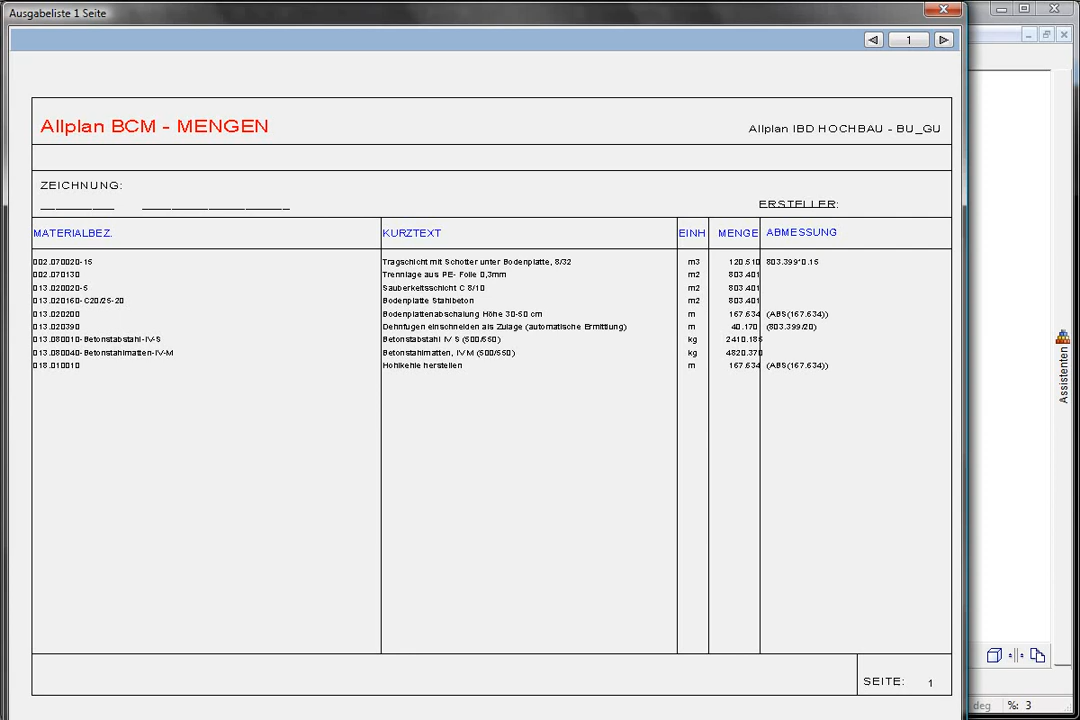 Ausgabeliste 1 Seite
1
Allplan BCM - MENGEN
Allplan IBD HOCHBAU - BU_GU
ZEICHNUNG:
ERSTELLER:
MATERIALBEZ. KURZTEXT EINH MENGE ABMESSUNG
002.070020-15 Tragschicht mit Schotter unter Bodenplatte, 8/32 m3 120.510 803.399*0.15
002.070130 Trennlage aus PE- Folie 0,3mm m2 803.401
013.020020-5 Sauberkeitsschicht C 8/10 m2 803.401
013.020160-C20/25-20 Bodenplatte Stahlbeton m2 803.401
013.020200 Bodenplattenabschalung Höhe 30-50 cm m 167.634 (ABS(167.634))
013.020390 Dehnfugen einschneiden als Zulage (automatische Ermittlung) m 40.170 (803.399/20)
013.080010-Betonstabstahl-IV-S Betonstabstahl IV S (500/550) kg 2410.185
013.080040-Betonstahlmatten-IV-M Betonstahlmatten, IV M (500/550) kg 4820.370
018.010010 Hohlkehle herstellen m 167.634 (ABS(167.634))
SEITE: 1
Assistenten
deg %: 3